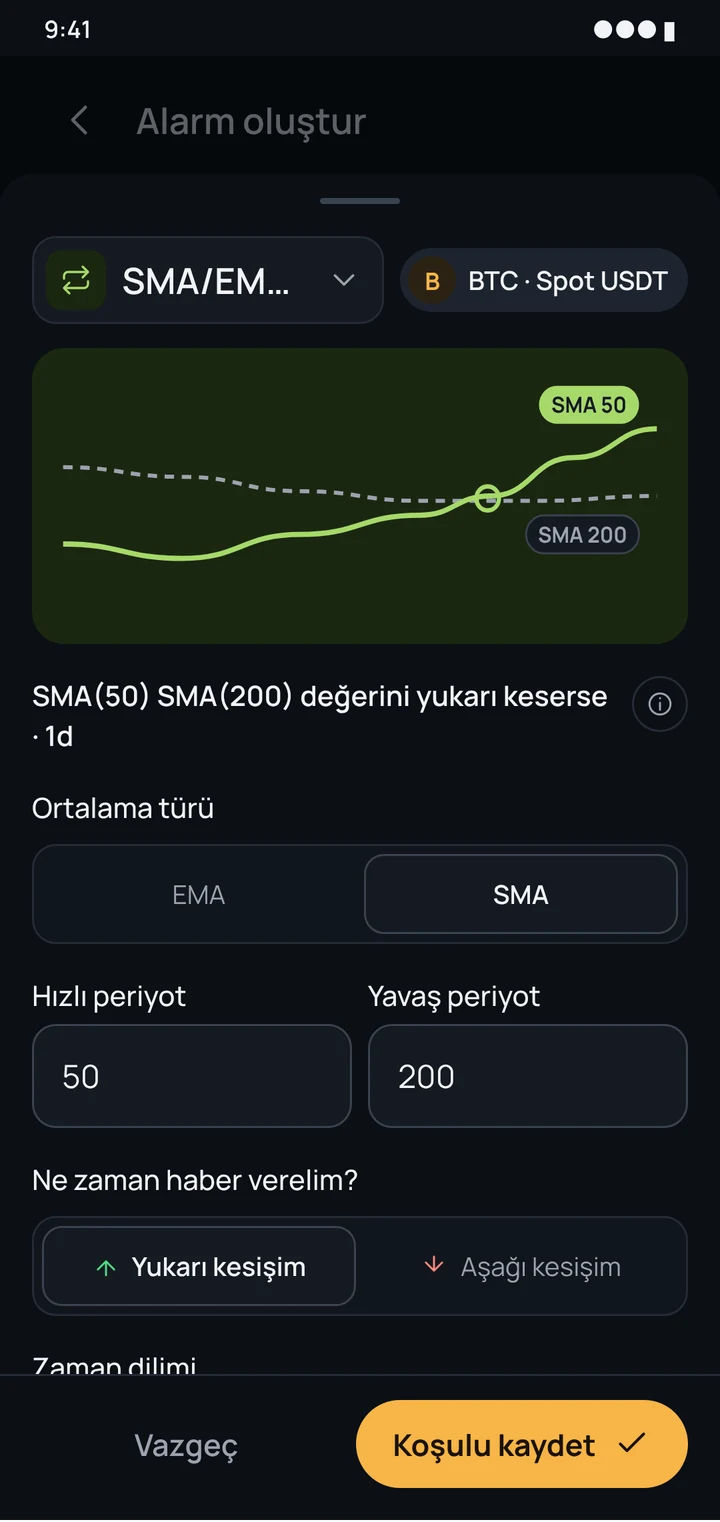 9:41
Alarm oluştur
SMA/EM...
B BTC · Spot USDT
SMA 50
SMA 200
SMA(50) SMA(200) değerini yukarı keserse
· 1d
Ortalama türü
EMA SMA
Hızlı periyot Yavaş periyot
50 200
Ne zaman haber verelim?
Yukarı kesişim Aşağı kesişim
Zaman dilimi
Vazgeç Koşulu kaydet